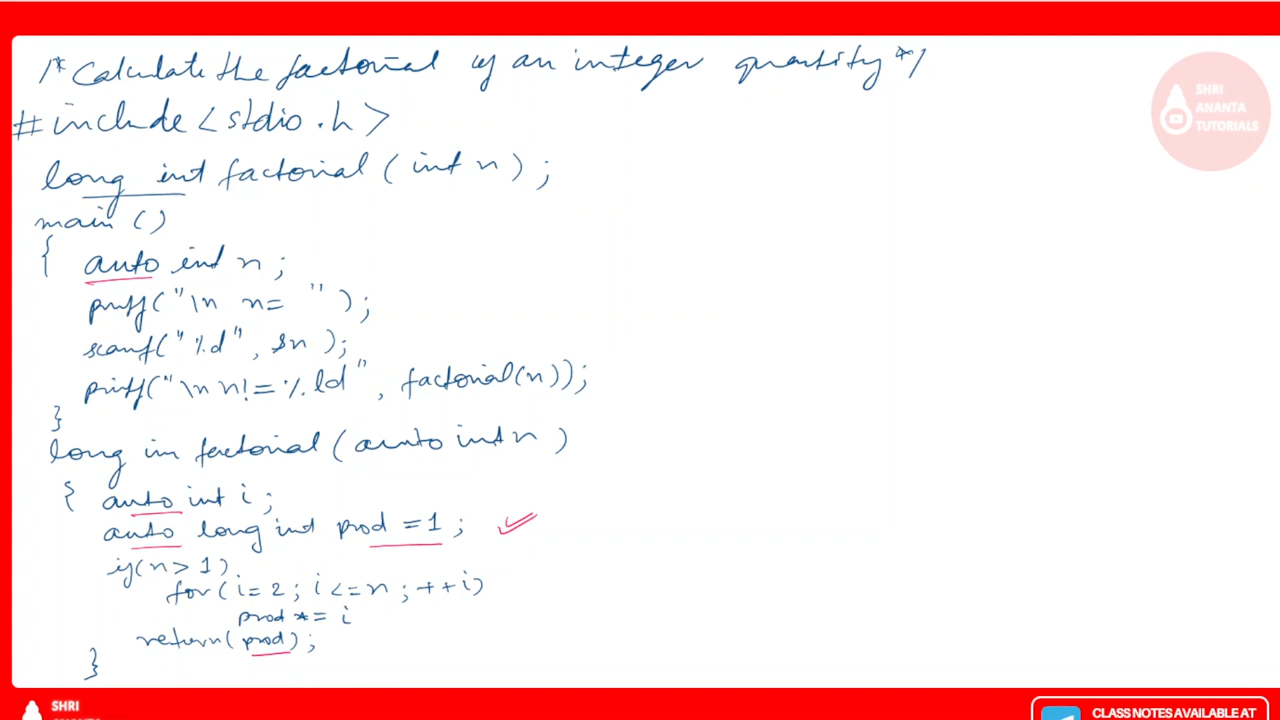 /* Calculate the factorial of an integer quantity */
SHRI
ANANTA
TUTORIALS
#include <stdio.h>
long int factorial (int n);
main ()
{ auto int n;
printf("\n n= ");
scanf("%d", &n);
printf("\n n! = %ld", factorial(n));
}
long in factorial (aunto int n)
{ auto int i;
auto long int prod = 1;
if(n > 1)
for(i=2; i<=n; ++i)
prod *= i
return(prod);
}
SHRI
CLASS NOTES AVAILABLE AT